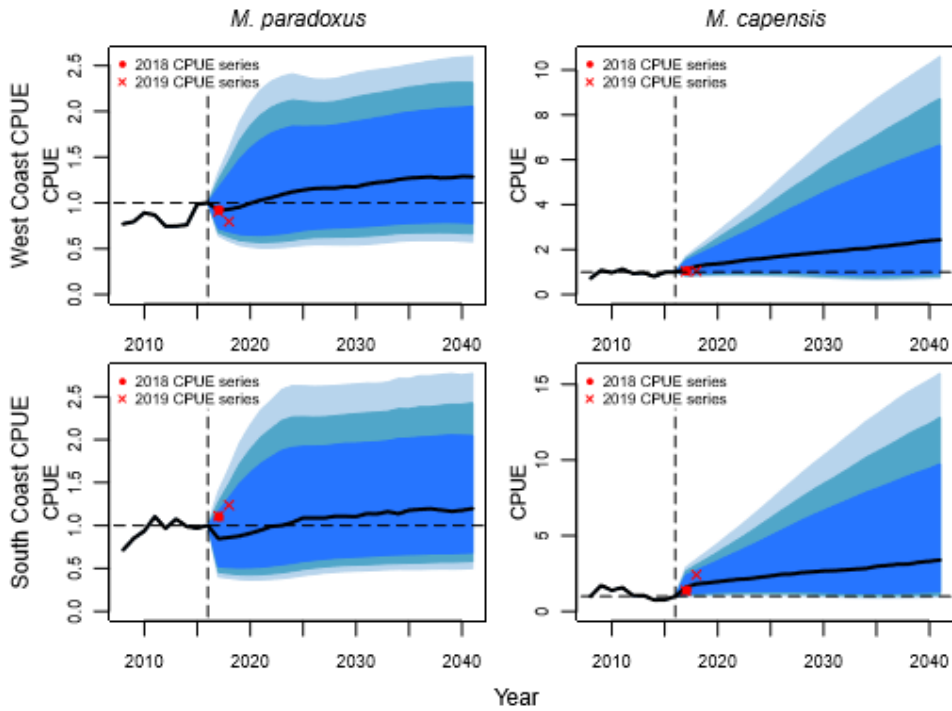 M. paradoxus
M. capensis
West Coast CPUE
CPUE
2018 CPUE series
2019 CPUE series
0.0 0.5 1.0 1.5 2.0 2.5
2010 2020 2030 2040
CPUE
2018 CPUE series
2019 CPUE series
0 2 4 6 8 10
2010 2020 2030 2040
South Coast CPUE
CPUE
2018 CPUE series
2019 CPUE series
0.0 0.5 1.0 1.5 2.0 2.5
2010 2020 2030 2040
CPUE
2018 CPUE series
2019 CPUE series
0 5 10 15
2010 2020 2030 2040
Year